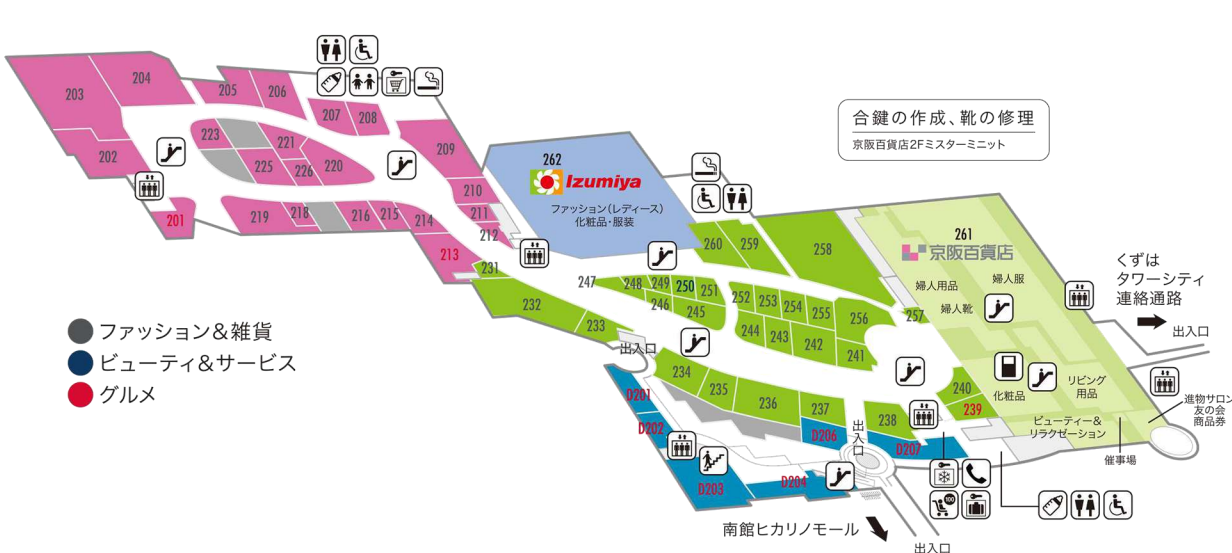 203
204
205
206
207
208
209
202
223
221
225
226
220
210
211
212
201
219
218
216
215
214
213
231
232
233
262
Izumiya
ファッション(レディース)
化粧品・服装
合鍵の作成、靴の修理
京阪百貨店2Fミスターミニット
260
259
258
247
248
249
250
251
246
245
252
253
254
255
256
244
243
242
241
257
261
京阪百貨店
婦人用品
婦人服
婦人靴
化粧品
リビング
用品
ビューティー&
リラクゼーション
催事場
進物サロン
友の会
商品券
くずは
タワーシティ
連絡通路
出入口
240
239
ファッション&雑貨
ビューティ&サービス
グルメ
出入口
234
235
236
237
238
出入口
D201
D202
D203
D204
D206
D207
100
南館ヒカリノモール
出入口